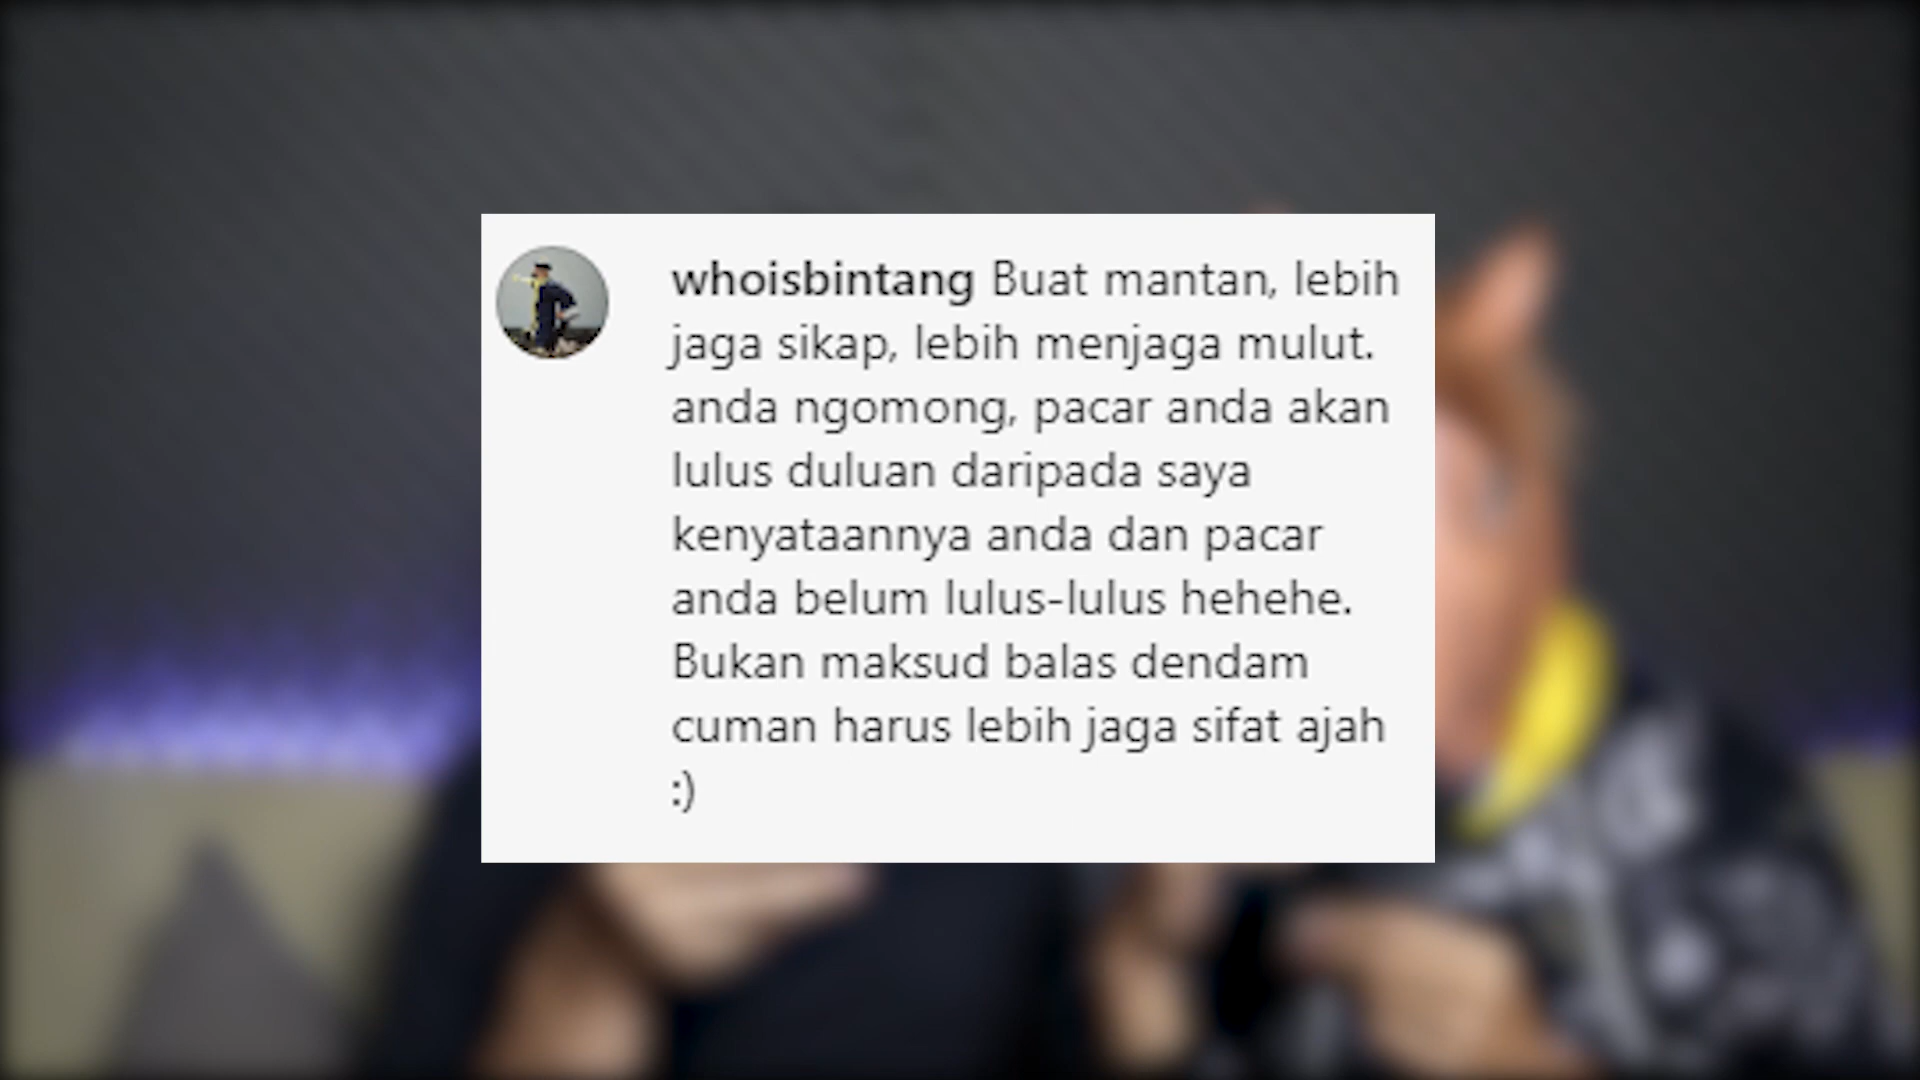 whoisbintang Buat mantan, lebih
jaga sikap, lebih menjaga mulut.
anda ngomong, pacar anda akan
lulus duluan daripada saya
kenyataannya anda dan pacar
anda belum lulus-lulus hehehe.
Bukan maksud balas dendam
cuman harus lebih jaga sifat ajah
:)